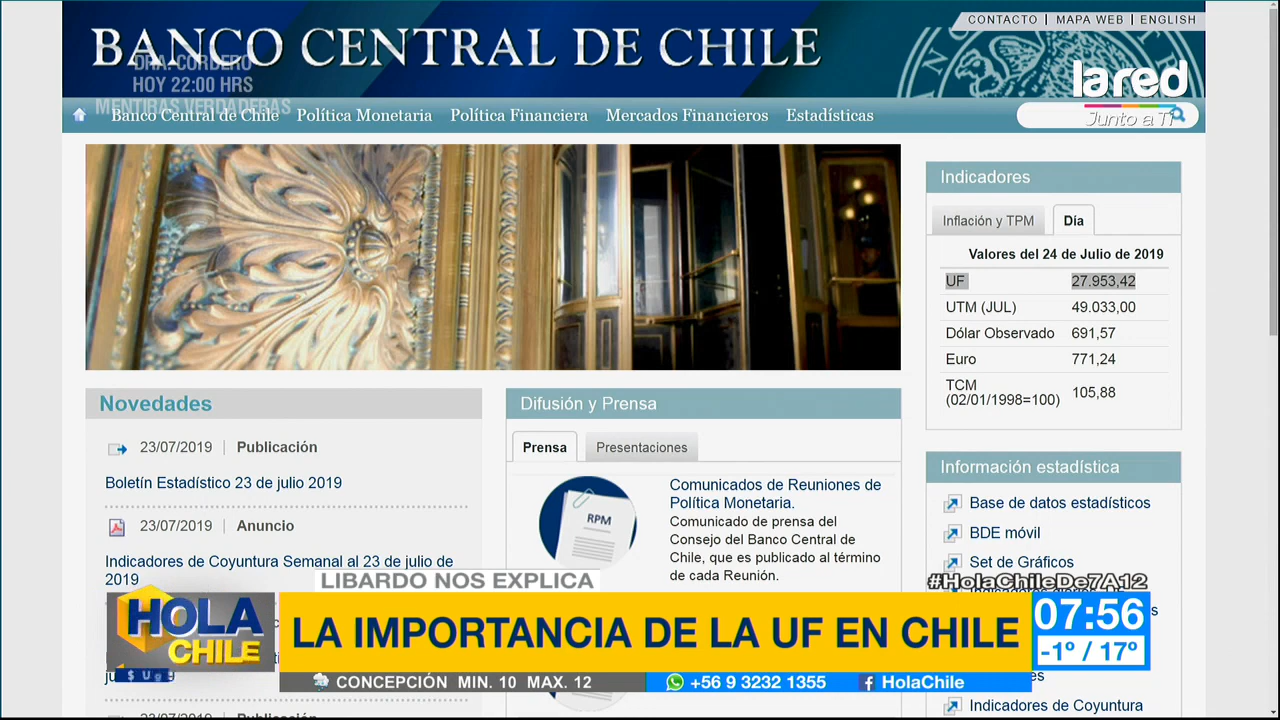 CONTACTO | MAPA WEB | ENGLISH
BANCO CENTRAL DE CHILE
DRA. CORDERO
HOY 22:00 HRS
MENTIRAS VERDADERAS
lared
Junto a Ti
Banco Central de Chile Política Monetaria Política Financiera Mercados Financieros Estadísticas
Indicadores
Inflación y TPM Día
Valores del 24 de Julio de 2019
UF 27.953,42
UTM (JUL) 49.033,00
Dólar Observado 691,57
Euro 771,24
TCM
(02/01/1998=100) 105,88
Novedades
23/07/2019 | Publicación
Boletín Estadístico 23 de julio 2019
23/07/2019 | Anuncio
Indicadores de Coyuntura Semanal al 23 de julio de
2019
23/07/2019 | Publicación
Difusión y Prensa
Prensa Presentaciones
RPM
Comunicados de Reuniones de
Política Monetaria.
Comunicado de prensa del
Consejo del Banco Central de
Chile, que es publicado al término
de cada Reunión.
Información estadística
Base de datos estadísticos
BDE móvil
Set de Gráficos
Indicadores de Coyuntura
#HolaChileDe7A12
LIBARDO NOS EXPLICA
HOLA
CHILE
LA IMPORTANCIA DE LA UF EN CHILE
07:56
-1° / 17°
CONCEPCIÓN MIN. 10 MAX. 12
+56 9 3232 1355
HolaChile